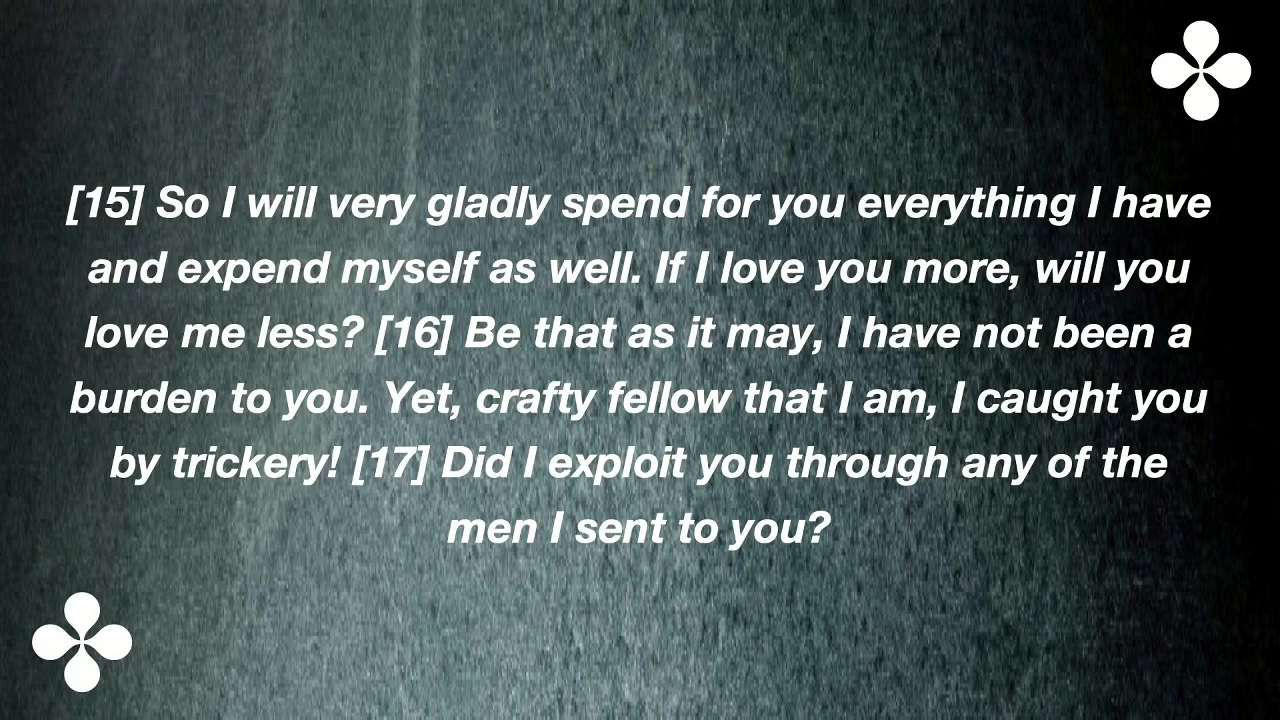 [15] So I will very gladly spend for you everything I have
and expend myself as well. If I love you more, will you
love me less? [16] Be that as it may, I have not been a
burden to you. Yet, crafty fellow that I am, I caught you
by trickery! [17] Did I exploit you through any of the
men I sent to you?